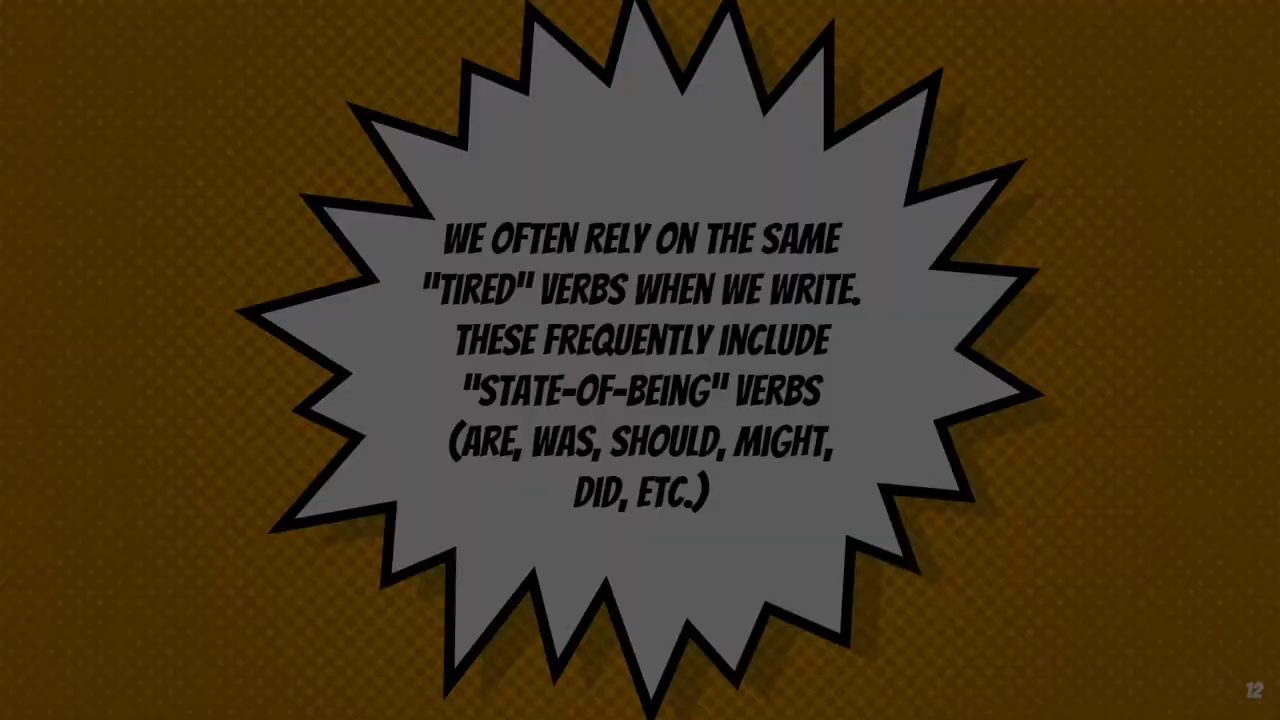 WE OFTEN RELY ON THE SAME
"TIRED" VERBS WHEN WE WRITE.
THESE FREQUENTLY INCLUDE
"STATE-OF-BEING" VERBS
(ARE, WAS, SHOULD, MIGHT,
DID, ETC.)
12